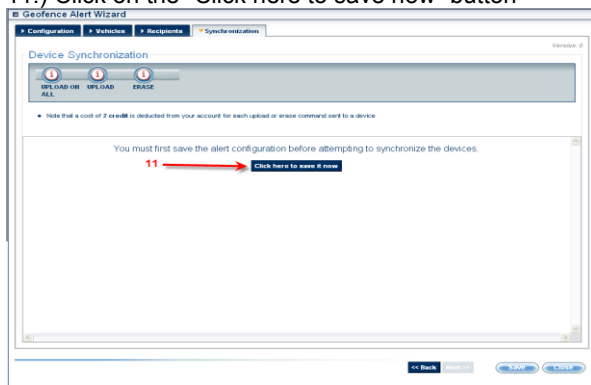 11.) Click on the "Click here to save now" button
Geofence Alert Wizard
Configuration Vehicles Recipients Synchronization
Version: 0
Device Synchronization
UPLOAD ON ALL UPLOAD ERASE
Note that a cost of 2 credit is deducted from your account for each upload or erase command sent to a device
You must first save the alert configuration before attempting to synchronize the devices.
11 Click here to save it now
<< Back Next >> Save Close